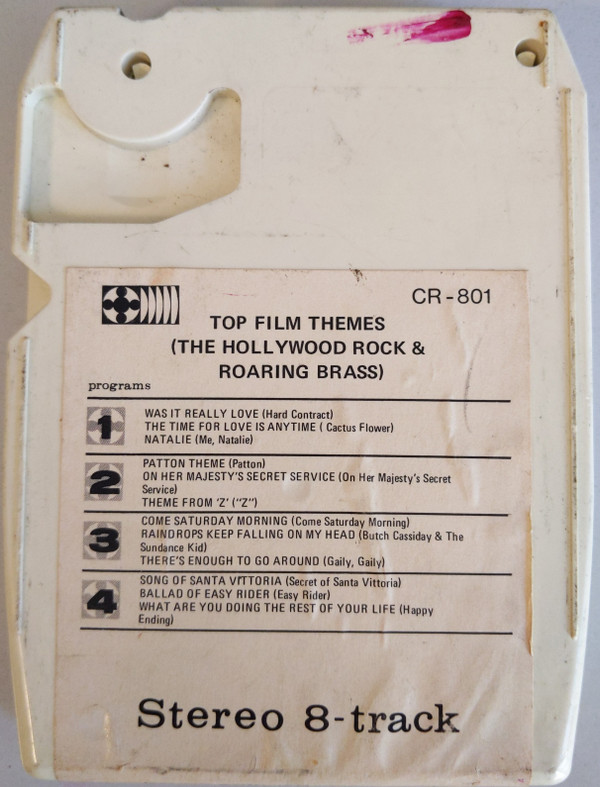 CR-801
TOP FILM THEMES
(THE HOLLYWOOD ROCK &
ROARING BRASS)
programs
1
WAS IT REALLY LOVE (Hard Contract)
THE TIME FOR LOVE IS ANYTIME ( Cactus Flower)
NATALIE (Me, Natalie)
2
PATTON THEME (Patton)
ON HER MAJESTY'S SECRET SERVICE (On Her Majesty's Secret
Service)
THEME FROM 'Z' ("Z")
3
COME SATURDAY MORNING (Come Saturday Morning)
RAINDROPS KEEP FALLING ON MY HEAD (Butch Cassiday & The
Sundance Kid)
THERE'S ENOUGH TO GO AROUND (Gaily, Gaily)
4
SONG OF SANTA VITTORIA (Secret of Santa Vittoria)
BALLAD OF EASY RIDER (Easy Rider)
WHAT ARE YOU DOING THE REST OF YOUR LIFE (Happy
Ending)
Stereo 8-track